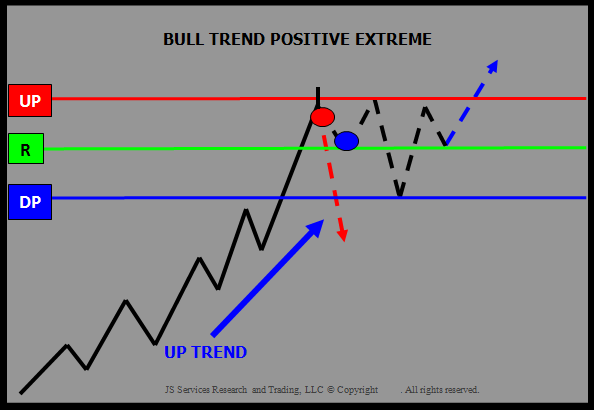 BULL TREND POSITIVE EXTREME
UP
R
DP
UP TREND
JS Services Research and Trading, LLC © Copyright . All rights reserved.